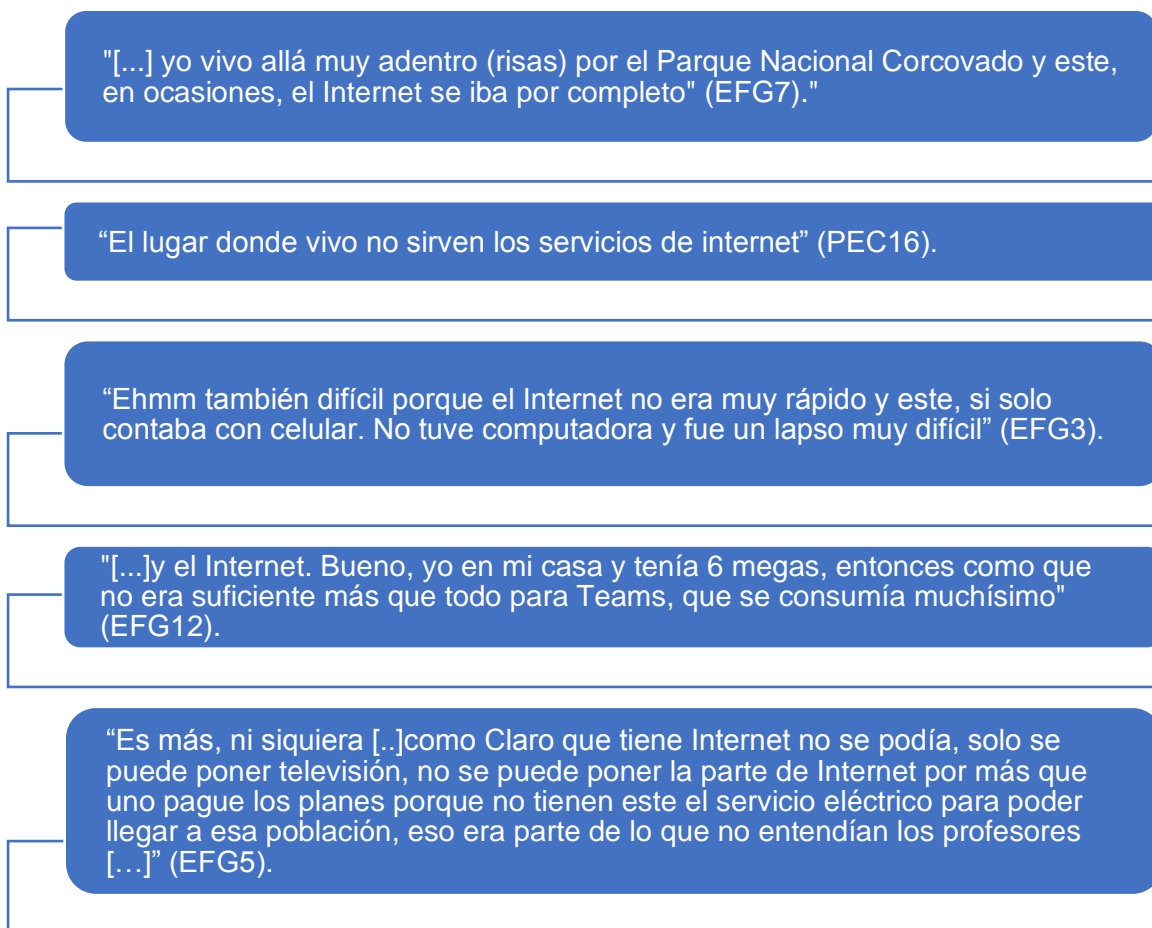 "[...] yo vivo allá muy adentro (risas) por el Parque Nacional Corcovado y este,
en ocasiones, el Internet se iba por completo" (EFG7)."
“El lugar donde vivo no sirven los servicios de internet” (PEC16).
“Ehmm también difícil porque el Internet no era muy rápido y este, si solo
contaba con celular. No tuve computadora y fue un lapso muy difícil” (EFG3).
"[...]y el Internet. Bueno, yo en mi casa y tenía 6 megas, entonces como que
no era suficiente más que todo para Teams, que se consumía muchísimo"
(EFG12).
“Es más, ni siquiera [..]como Claro que tiene Internet no se podía, solo se
puede poner televisión, no se puede poner la parte de Internet por más que
uno pague los planes porque no tienen este el servicio eléctrico para poder
llegar a esa población, eso era parte de lo que no entendían los profesores
[…]” (EFG5).